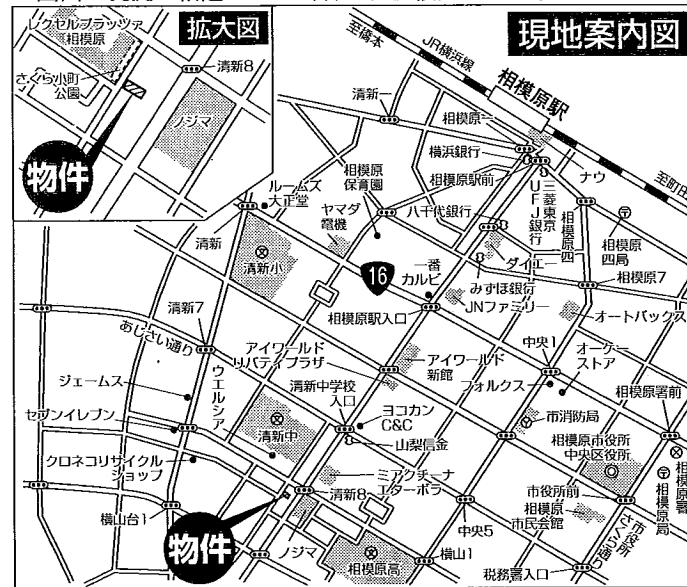 現地案内図
拡大図
レクセルプラッツァ
相模原
さくら小町
公園
清新8
ノジマ
物件
至橋本
JR横浜線
相模原駅
至町田
清新一
相模原一
横浜銀行
相模原駅前
ナウ
相模原
保育園
ルームズ
大正堂
ヤマダ
電機
八千代銀行
三菱東京
UFJ銀行
相模原四
相模原
四局
清新
清新小
16
一番
カルビ
ダイエー
みずほ銀行
相模原7
JNファミリー
相模原駅入口
オートバックス
清新7
あじさい通り
アイワールド
リバティプラザ
アイワールド
新館
中央1
オーケー
ストア
フォルクス
ジェームス
ウエルシア
清新中学校
入口
相模原署前
セブンイレブン
清新中
ヨコカン
C&C
山梨信金
市消防局
相模原市役所
中央区役所
相模原署
相模原局
クロネコリサイクル
ショップ
ミアクチーナ
エターボラ
清新8
市役所前
相模原
市民会館
市役所さくら通り
横山台1
物件
ノジマ
相模原高
横山1
中央5
税務署入口